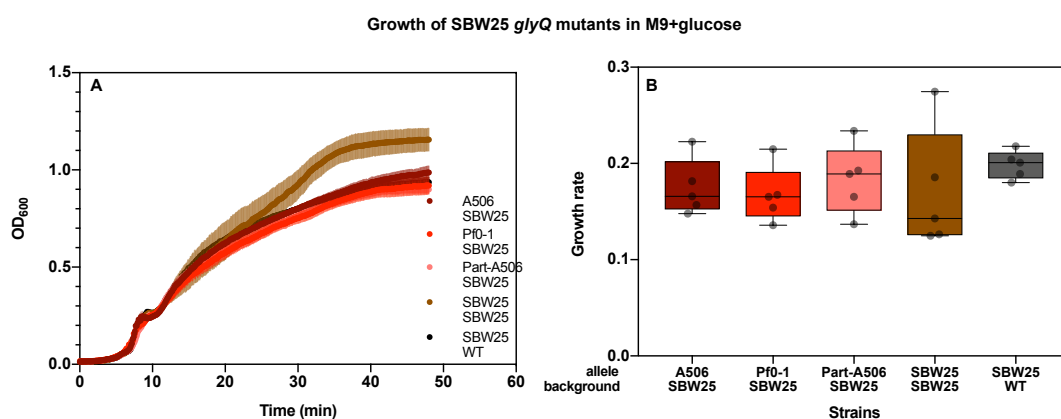 Growth of SBW25 glyQ mutants in M9+glucose
A
1.5
1.0
0.5
0.0
OD600
0 10 20 30 40 50 60
Time (min)
A506
SBW25
Pf0-1
SBW25
Part-A506
SBW25
SBW25
SBW25
SBW25
WT
B
0.3
0.2
0.1
0.0
Growth rate
allele A506 Pf0-1 Part-A506 SBW25 SBW25
background SBW25 SBW25 SBW25 SBW25 WT
Strains